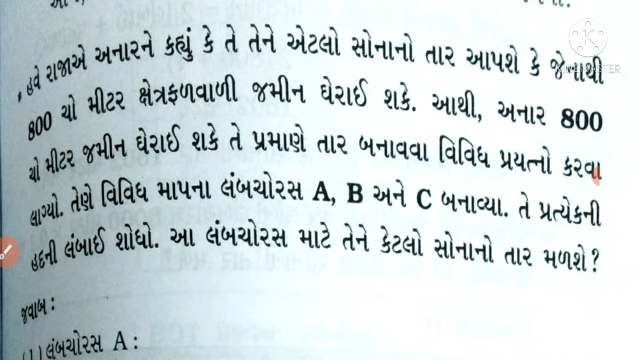 હવે રાજાએ અનારને કહ્યું કે તે તેને એટલો સોનાનો તાર આપશે કે જેનાથી
800 ચો મીટર ક્ષેત્રફળવાળી જમીન ઘેરાઈ શકે. આથી, અનાર 800
ચો મીટર જમીન ઘેરાઈ શકે તે પ્રમાણે તાર બનાવવા વિવિધ પ્રયત્નો કરવા
લાગ્યો. તેણે વિવિધ માપના લંબચોરસ A, B અને C બનાવ્યા. તે પ્રત્યેકની
હદની લંબાઈ શોધો. આ લંબચોરસ માટે તેને કેટલો સોનાનો તાર મળશે?
જવાબ :
(1) લંબચોરસ A :